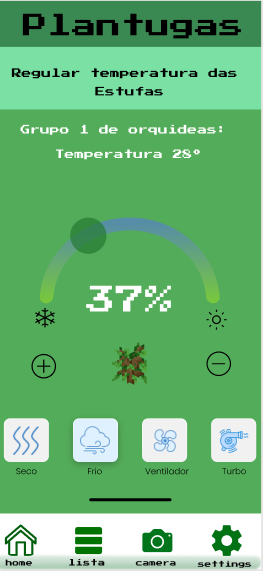 Plantugas
Regular temperatura das
Estufas
Grupo 1 de orquideas:
Temperatura 28º
37%
Seco
Frio
Ventilador
Turbo
home
lista
camera
settings